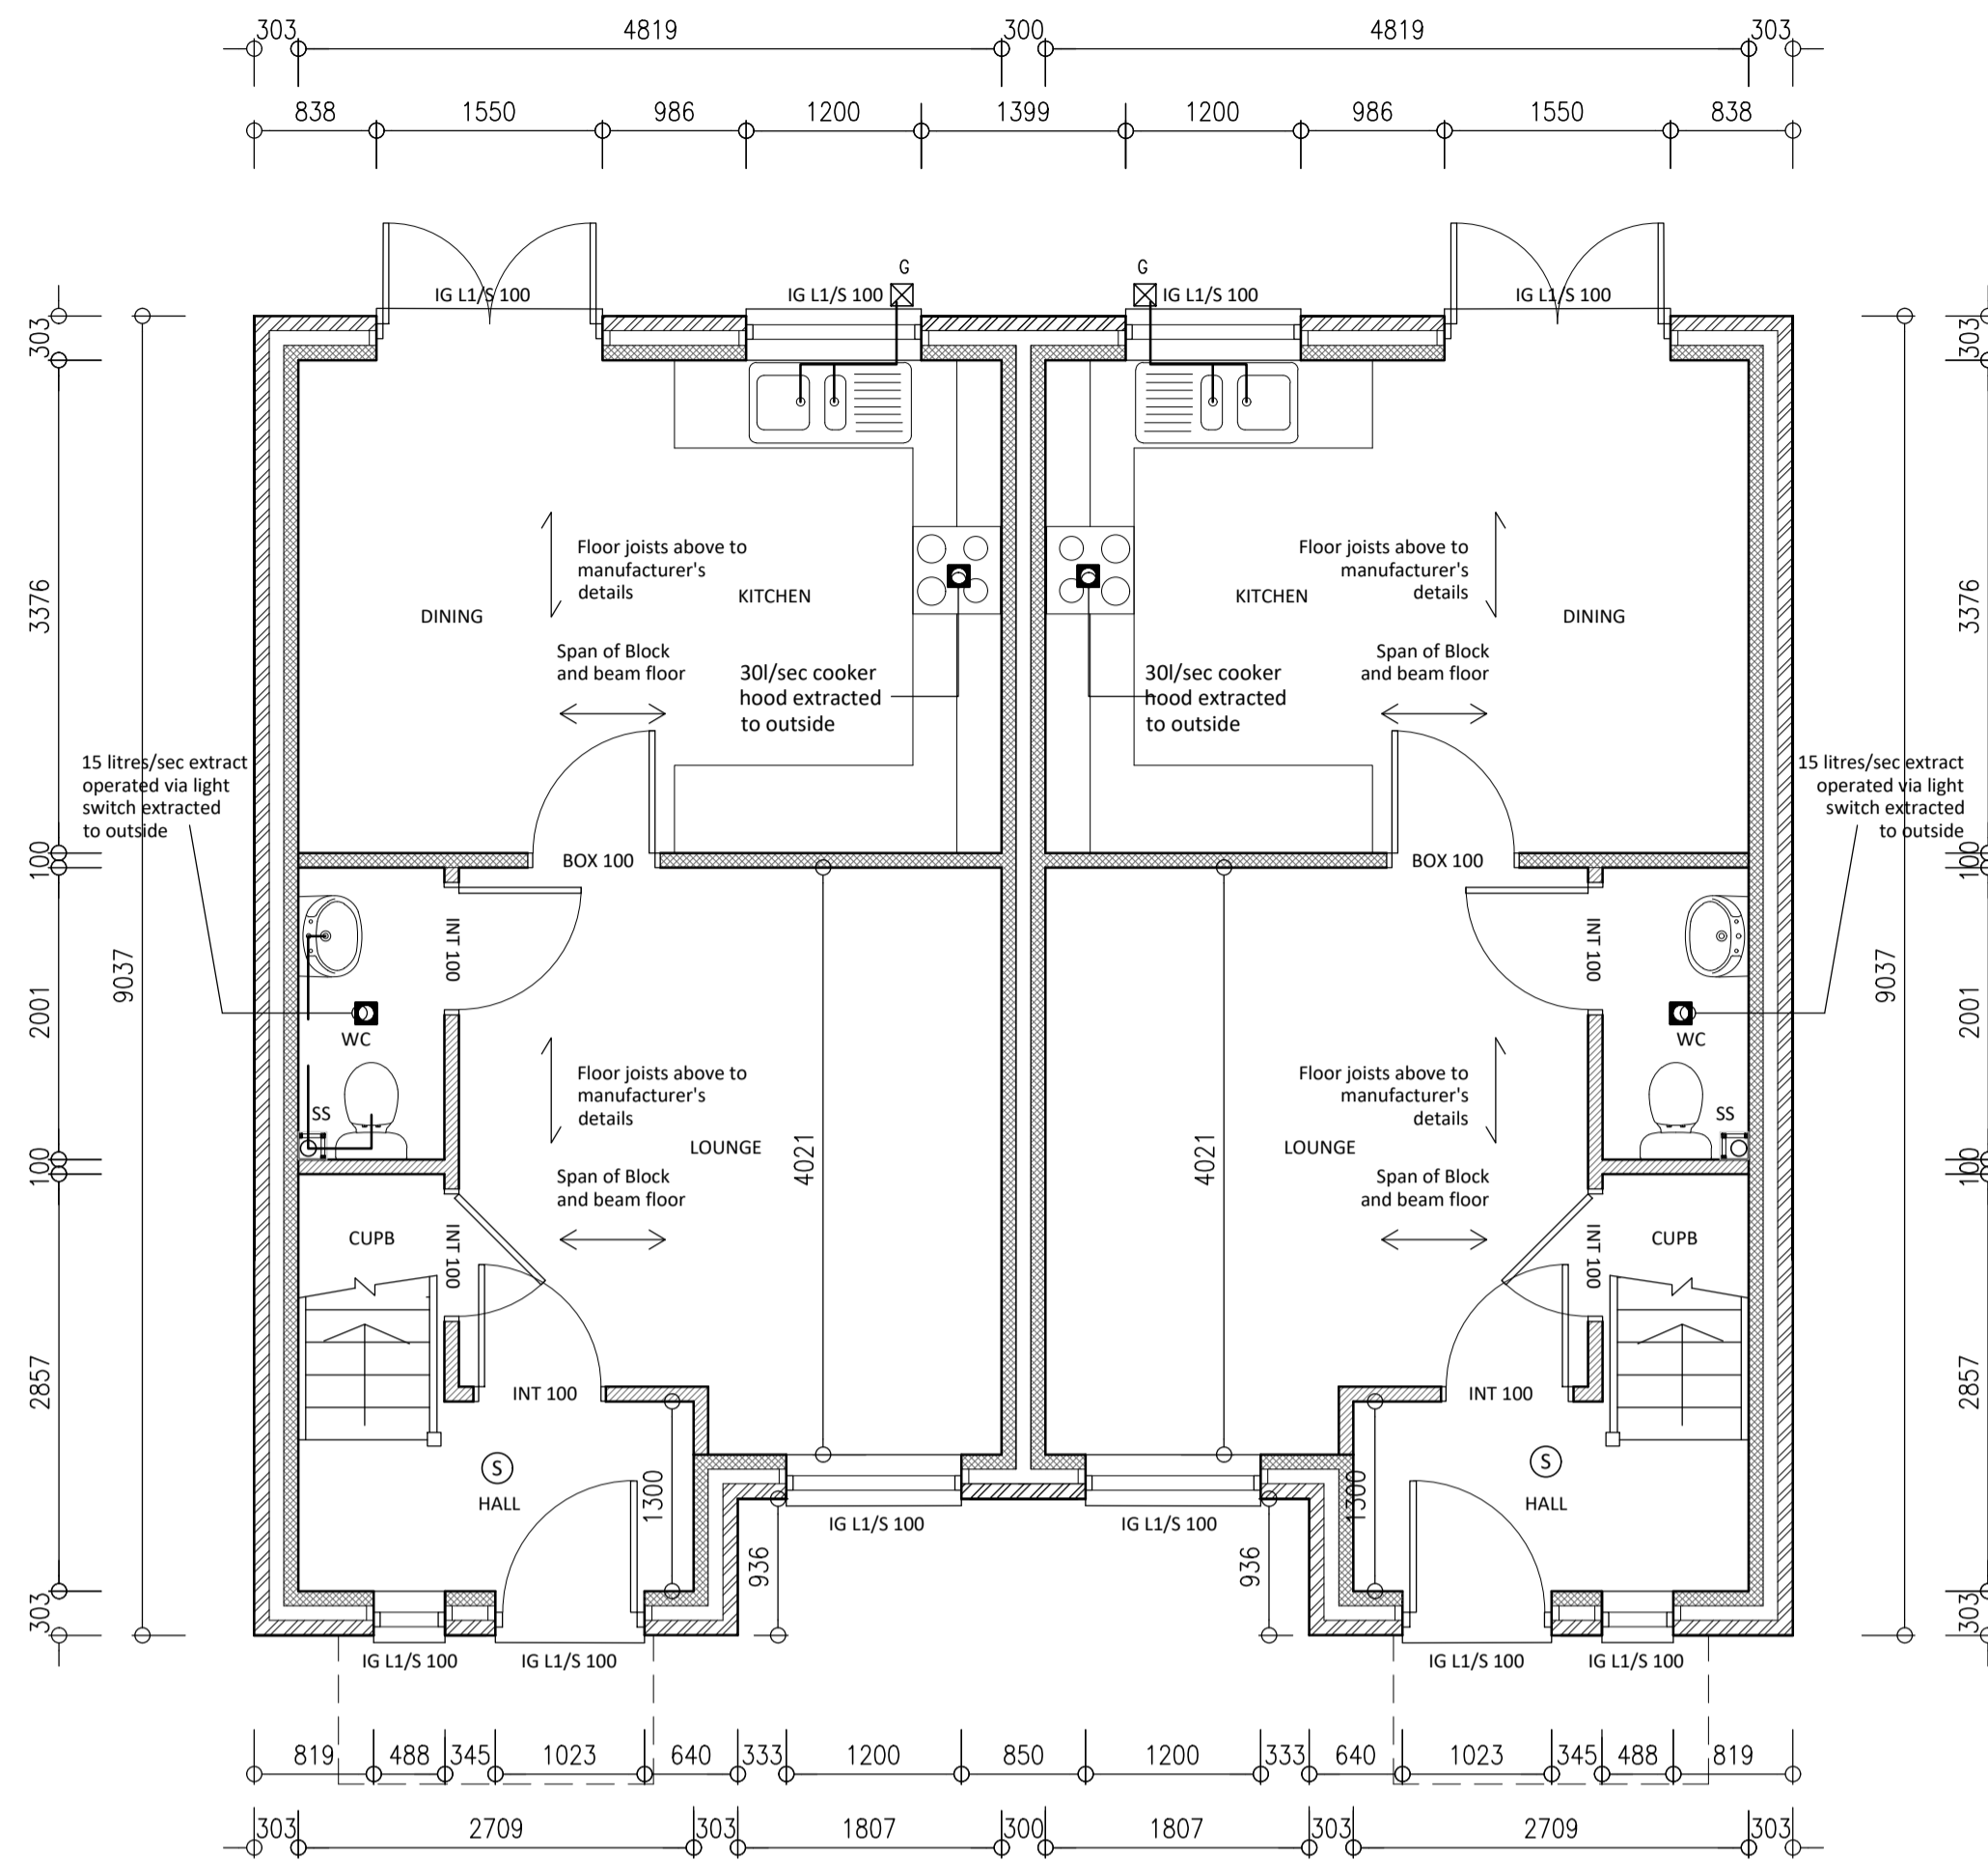 303 4819 300 4819 303
838 1550 986 1200 1399 1200 986 1550 838
G G
IG L1/S 100 IG L1/S 100 IG L1/S 100 IG L1/S 100
303 303
Floor joists above to
manufacturer's
details
Floor joists above to
manufacturer's
details
3376 3376
DINING KITCHEN KITCHEN DINING
Span of Block
and beam floor
Span of Block
and beam floor
30l/sec cooker
hood extracted
to outside
30l/sec cooker
hood extracted
to outside
15 litres/sec extract
operated via light
switch extracted
to outside
15 litres/sec extract
operated via light
switch extracted
to outside
100 BOX 100 BOX 100 100
INT 100 INT 100
9037 9037
2001 2001
WC WC
Floor joists above to
manufacturer's
details
Floor joists above to
manufacturer's
details
SS SS
LOUNGE 4021 4021 LOUNGE
100 100
Span of Block
and beam floor
Span of Block
and beam floor
CUPB INT 100 INT 100 CUPB
2857 2857
INT 100 INT 100
S S
HALL 1300 1300 HALL
IG L1/S 100 IG L1/S 100
936 936
303 303
IG L1/S 100 IG L1/S 100 IG L1/S 100 IG L1/S 100
819 488 345 1023 640 333 1200 850 1200 333 640 1023 345 488 819
303 2709 303 1807 300 1807 303 2709 303